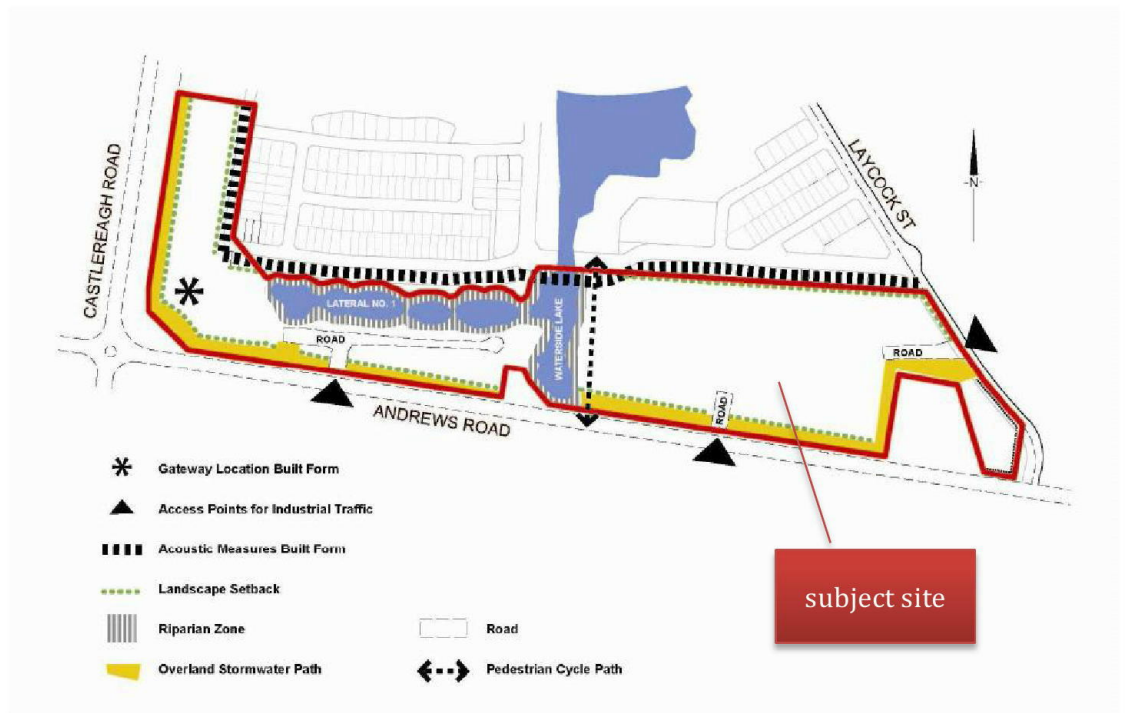 CASTLEREAGH ROAD
LAYCOCK ST
-N-
LATERAL NO. 1
WATERSIDE LAKE
ROAD
ROAD
ROAD
ANDREWS ROAD
Gateway Location Built Form
Access Points for Industrial Traffic
Acoustic Measures Built Form
Landscape Setback
Riparian Zone
Road
Overland Stormwater Path
Pedestrian Cycle Path
subject site